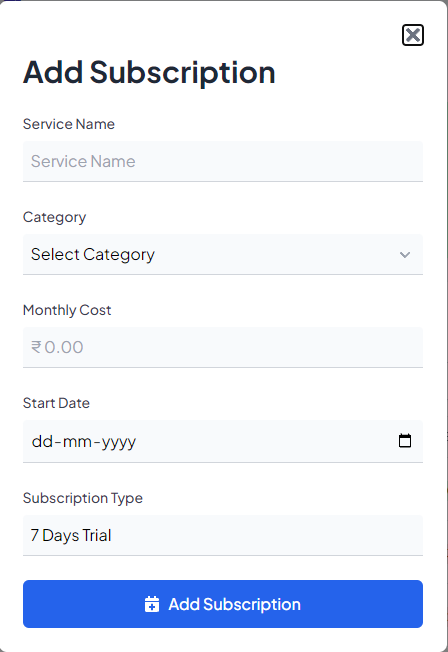 Add Subscription
Service Name
Service Name
Category
Select Category
Monthly Cost
₹ 0.00
Start Date
dd-mm-yyyy
Subscription Type
7 Days Trial
Add Subscription